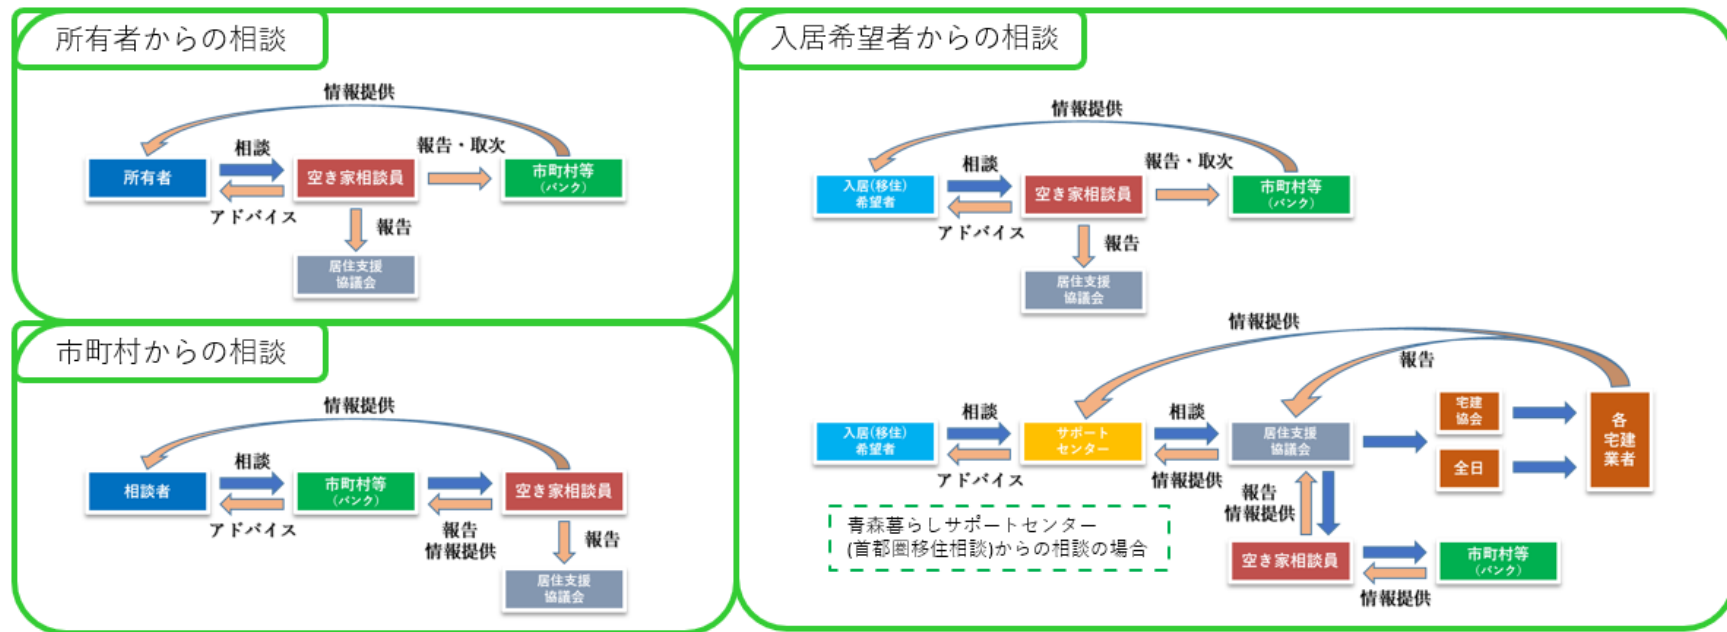 所有者からの相談
情報提供
所有者
相談
アドバイス
空き家相談員
報告・取次
市町村等
(バンク)
報告
居住支援
協議会
市町村からの相談
情報提供
相談者
相談
アドバイス
市町村等
(バンク)
報告
情報提供
空き家相談員
報告
居住支援
協議会
入居希望者からの相談
情報提供
入居(移住)
希望者
相談
アドバイス
空き家相談員
報告・取次
市町村等
(バンク)
報告
居住支援
協議会
情報提供
報告
入居(移住)
希望者
相談
アドバイス
サポート
センター
相談
情報提供
居住支援
協議会
宅建
協会
全日
各
宅建
業者
報告
情報提供
青森暮らしサポートセンター
(首都圏移住相談)からの相談の場合
空き家相談員
市町村等
(バンク)
情報提供